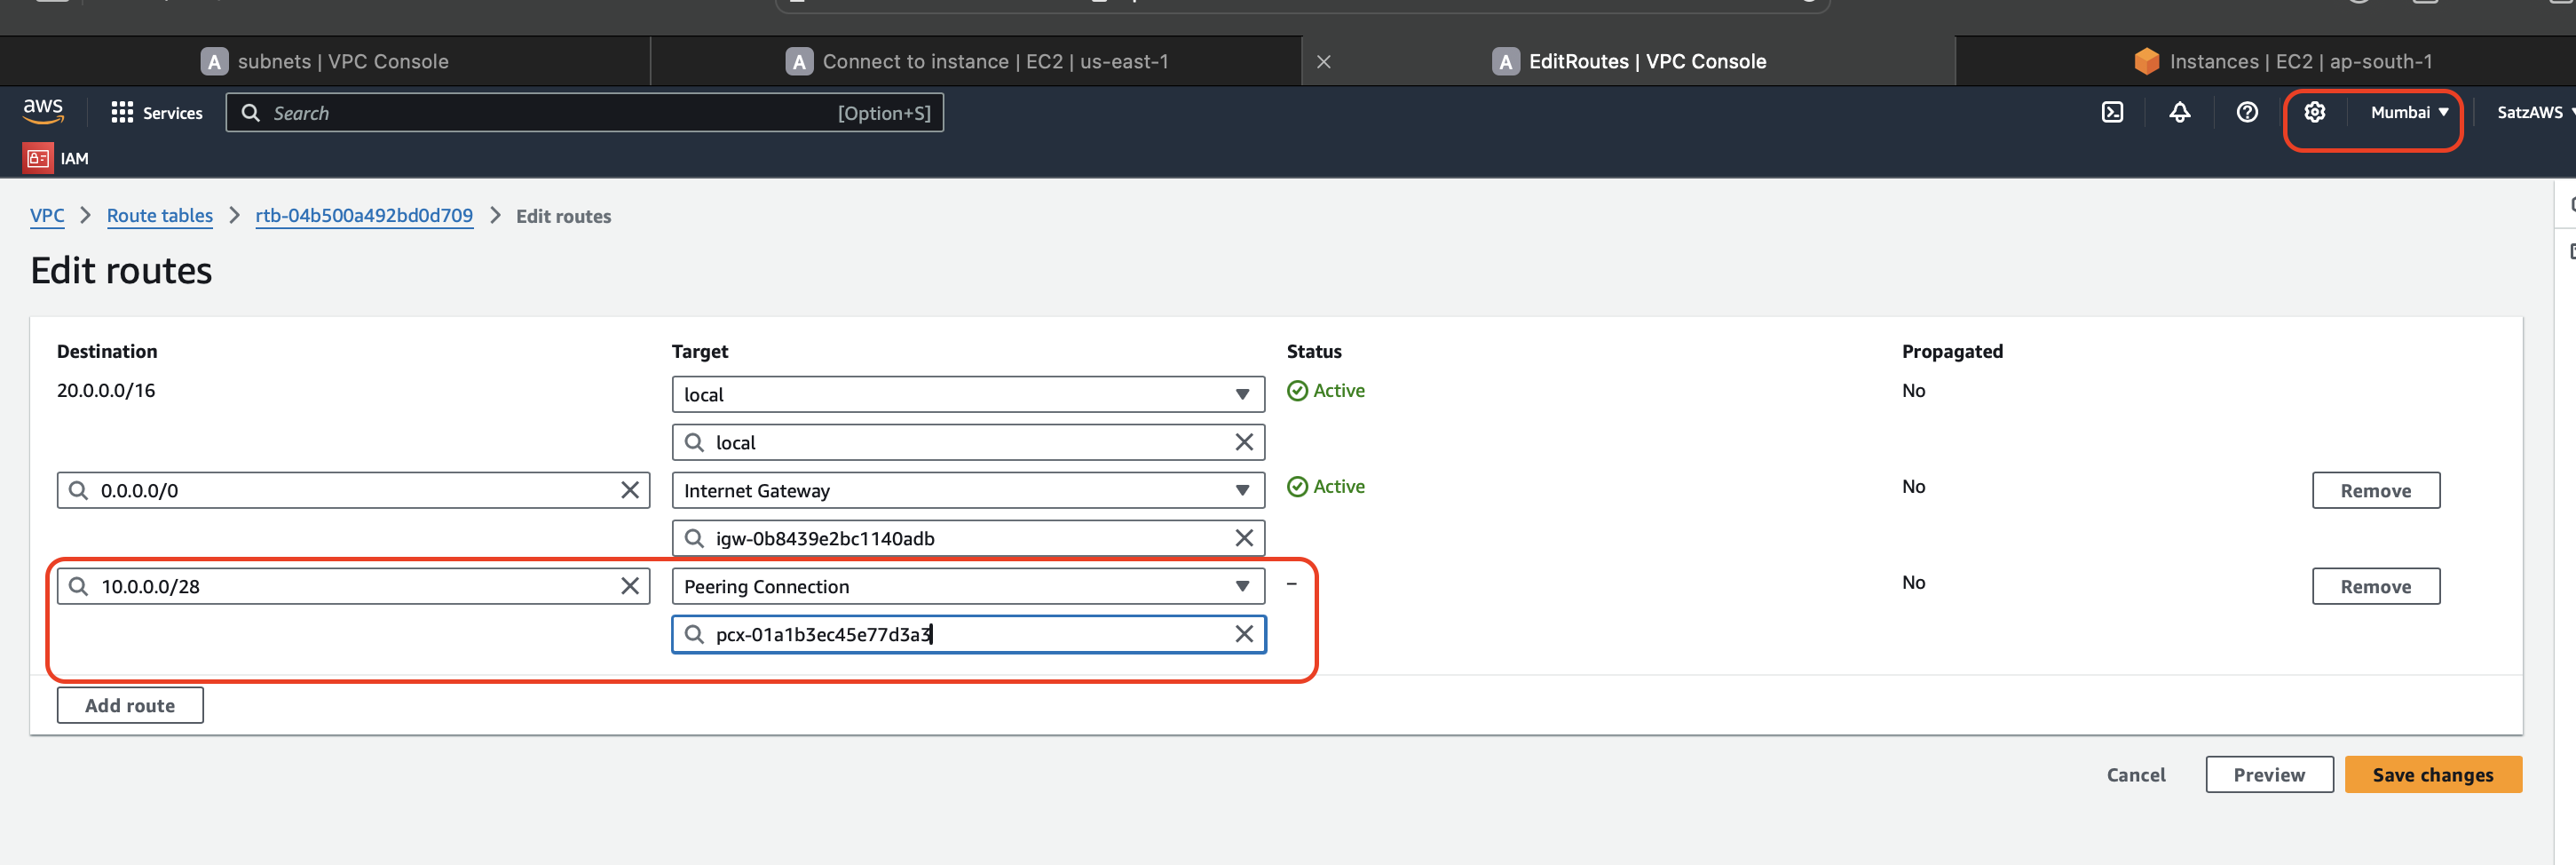 subnets | VPC Console
Connect to instance | EC2 | us-east-1
EditRoutes | VPC Console
Instances | EC2 | ap-south-1
aws
Services
Search
[Option+S]
Mumbai
SatzAWS
IAM
VPC
Route tables
rtb-04b500a492bd0d709
Edit routes
Edit routes
Destination
Target
Status
Propagated
20.0.0.0/16
local
Active
No
local
0.0.0.0/0
Internet Gateway
Active
No
Remove
igw-0b8439e2bc1140adb
10.0.0.0/28
Peering Connection
–
No
Remove
pcx-01a1b3ec45e77d3a3
Add route
Cancel
Preview
Save changes